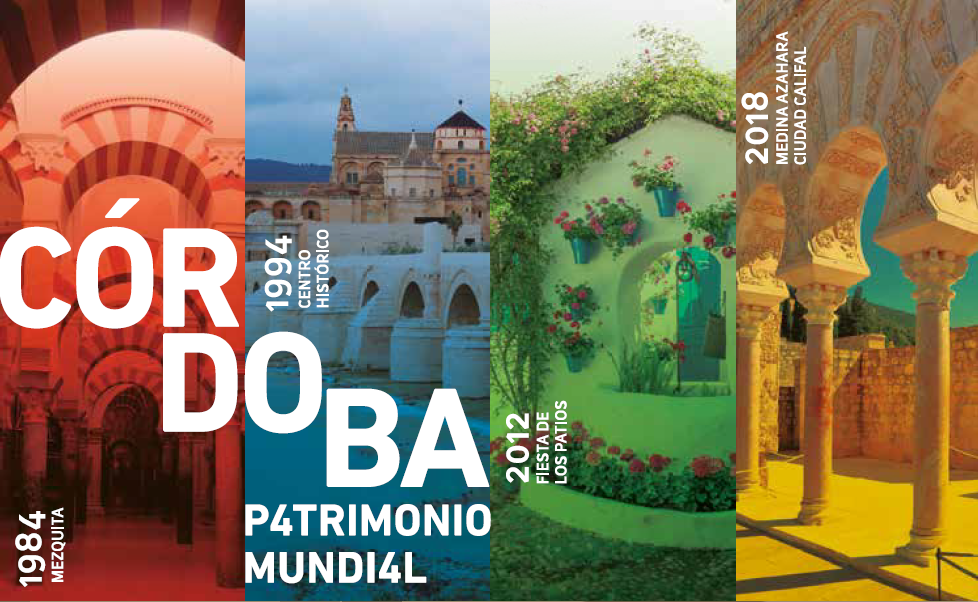 CÓR
DO
BA
P4TRIMONIO
MUNDI4L
1984
MEZQUITA
1994
CENTRO
HISTÓRICO
2012
FIESTA DE
LOS PATIOS
2018
MEDINA AZAHARA
CIUDAD CALIFAL